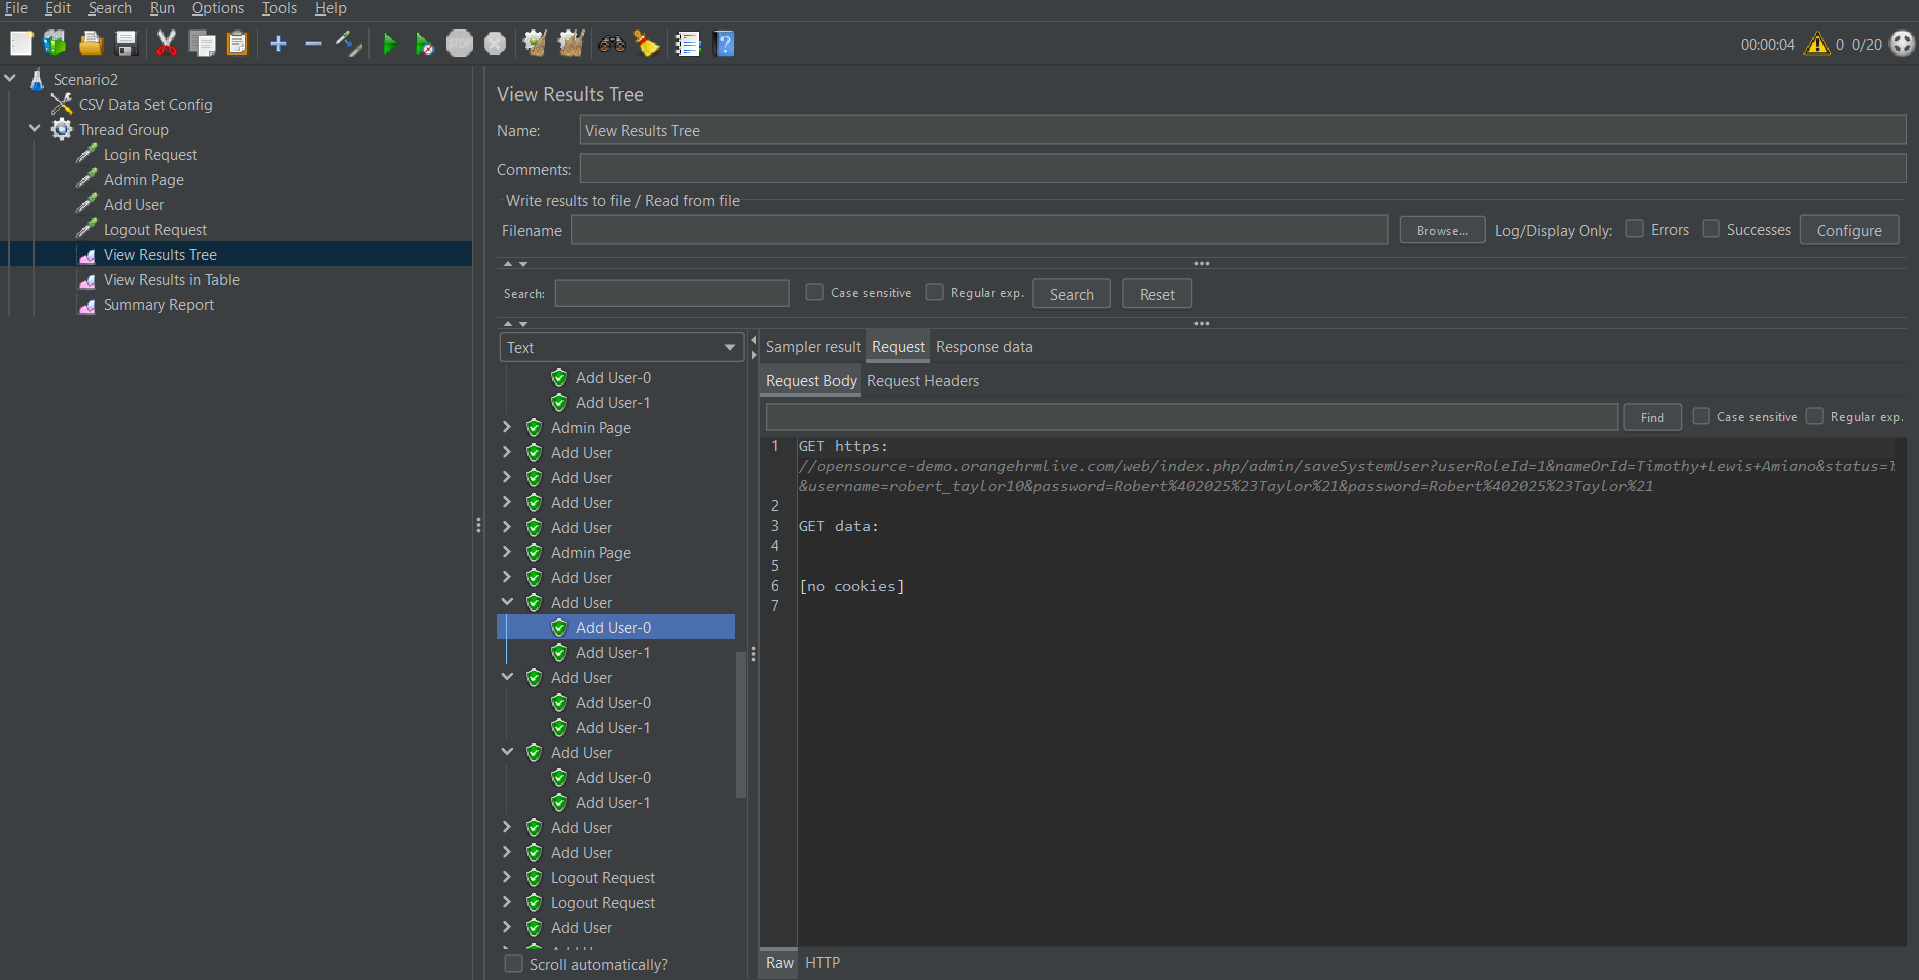 File Edit Search Run Options Tools Help
STOP
00:00:04 0 0/20
Scenario2
CSV Data Set Config
Thread Group
Login Request
Admin Page
Add User
Logout Request
View Results Tree
View Results in Table
Summary Report
View Results Tree
Name: View Results Tree
Comments:
Write results to file / Read from file
Filename Browse... Log/Display Only: Errors Successes Configure
Search: Case sensitive Regular exp. Search Reset
Text
Add User-0
Add User-1
Admin Page
Add User
Add User
Add User
Add User
Admin Page
Add User
Add User
Add User-0
Add User-1
Add User
Add User-0
Add User-1
Add User
Add User-0
Add User-1
Add User
Add User
Logout Request
Logout Request
Add User
Scroll automatically?
Sampler result Request Response data
Request Body Request Headers
Find Case sensitive Regular exp.
1 GET https:
//opensource-demo.orangehrmlive.com/web/index.php/admin/saveSystemUser?userRoleId=1&nameOrId=Timothy+Lewis+Amiano&status=
&username=robert_taylor10&password=Robert%402025%23Taylor%21&password=Robert%402025%23Taylor%21
2
3 GET data:
4
5
6 [no cookies]
7
Raw HTTP